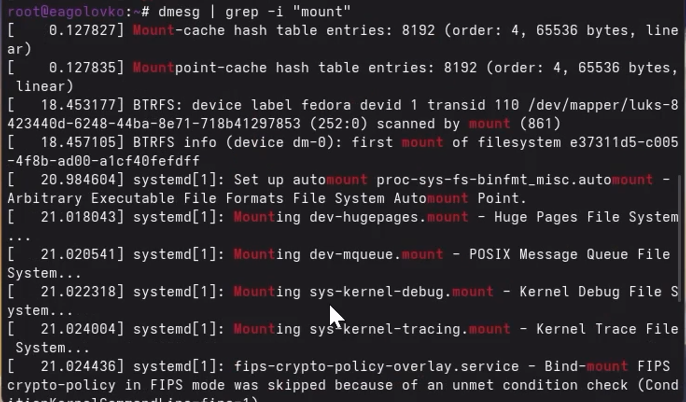 root@eagolovko:~# dmesg | grep -i "mount"
[    0.127827] Mount-cache hash table entries: 8192 (order: 4, 65536 bytes, line
ar)
[    0.127835] Mountpoint-cache hash table entries: 8192 (order: 4, 65536 bytes,
 linear)
[   18.453177] BTRFS: device label fedora devid 1 transid 110 /dev/mapper/luks-8
423440d-6248-44ba-8e71-718b41297853 (252:0) scanned by mount (861)
[   18.457105] BTRFS info (device dm-0): first mount of filesystem e37311d5-c005
-4f8b-ad00-a1cf40fefdff
[   20.984604] systemd[1]: Set up automount proc-sys-fs-binfmt_misc.automount -
Arbitrary Executable File Formats File System Automount Point.
[   21.018043] systemd[1]: Mounting dev-hugepages.mount - Huge Pages File System
...
[   21.020541] systemd[1]: Mounting dev-mqueue.mount - POSIX Message Queue File
System...
[   21.022318] systemd[1]: Mounting sys-kernel-debug.mount - Kernel Debug File S
ystem...
[   21.024004] systemd[1]: Mounting sys-kernel-tracing.mount - Kernel Trace File
 System...
[   21.024436] systemd[1]: fips-crypto-policy-overlay.service - Bind-mount FIPS
crypto-policy in FIPS mode was skipped because of an unmet condition check (Cond
itionKernelCommandLine=fips=1)